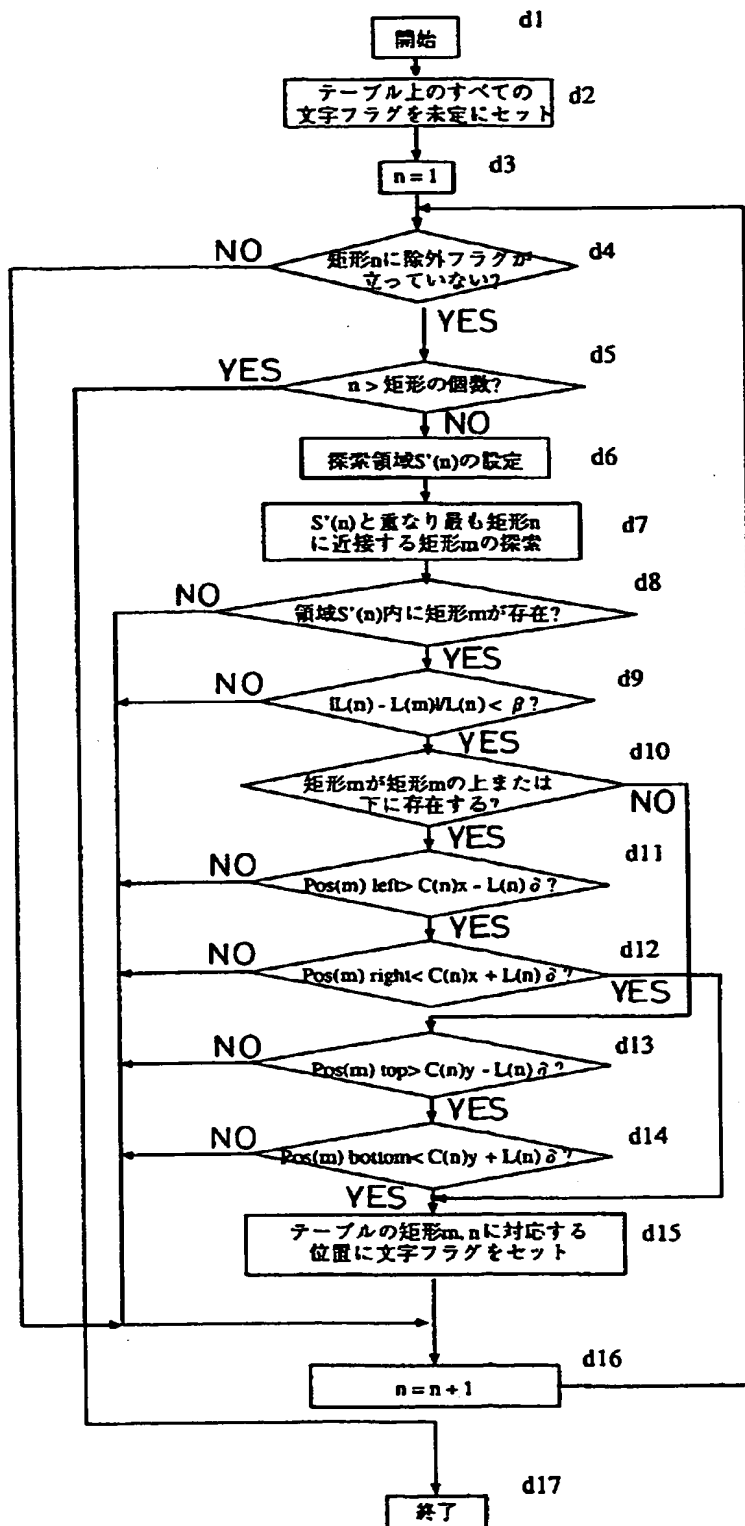 d1
開始
d2
テーブル上のすべての
文字フラグを未定にセット
d3
n = 1
NO
d4
矩形nに除外フラグが
立っていない?
YES
YES
d5
n > 矩形の個数?
NO
探索領域S'(n)の設定
d6
S'(n)と重なり最も矩形n
に近接する矩形mの探索
d7
NO
d8
領域S'(n)内に矩形mが存在?
YES
NO
d9
|L(n) - L(m)|/L(n) < β ?
YES
d10
矩形mが矩形mの上または
下に存在する?
NO
YES
d11
NO
Pos(m) left> C(n)x - L(n) δ ?
YES
NO
d12
Pos(m) right< C(n)x + L(n) δ ?
YES
NO
d13
Pos(m) top> C(n)y - L(n) δ ?
YES
NO
d14
Pos(m) bottom< C(n)y + L(n) δ ?
YES
テーブルの矩形m, nに対応する
位置に文字フラグをセット
d15
d16
n = n + 1
d17
終了